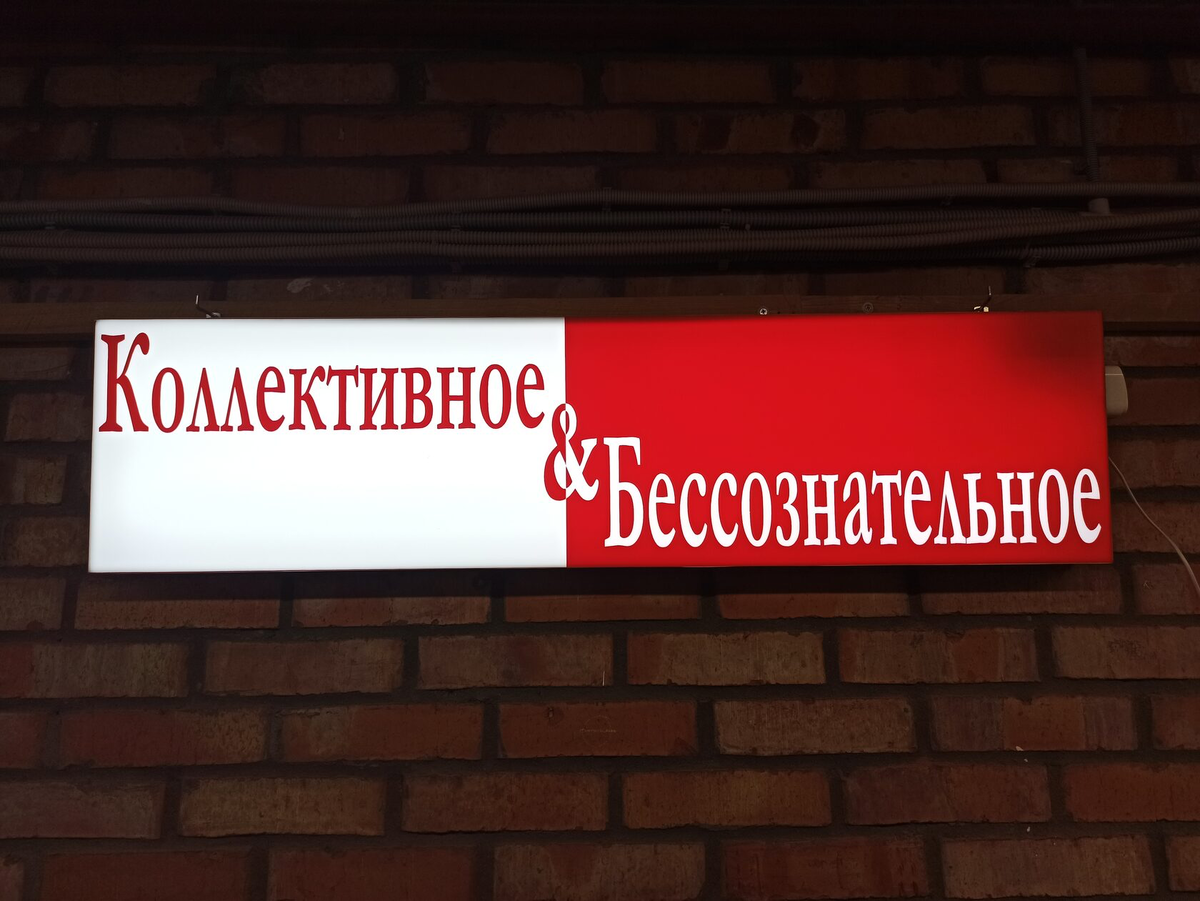 Коллективное
&
Бессознательное